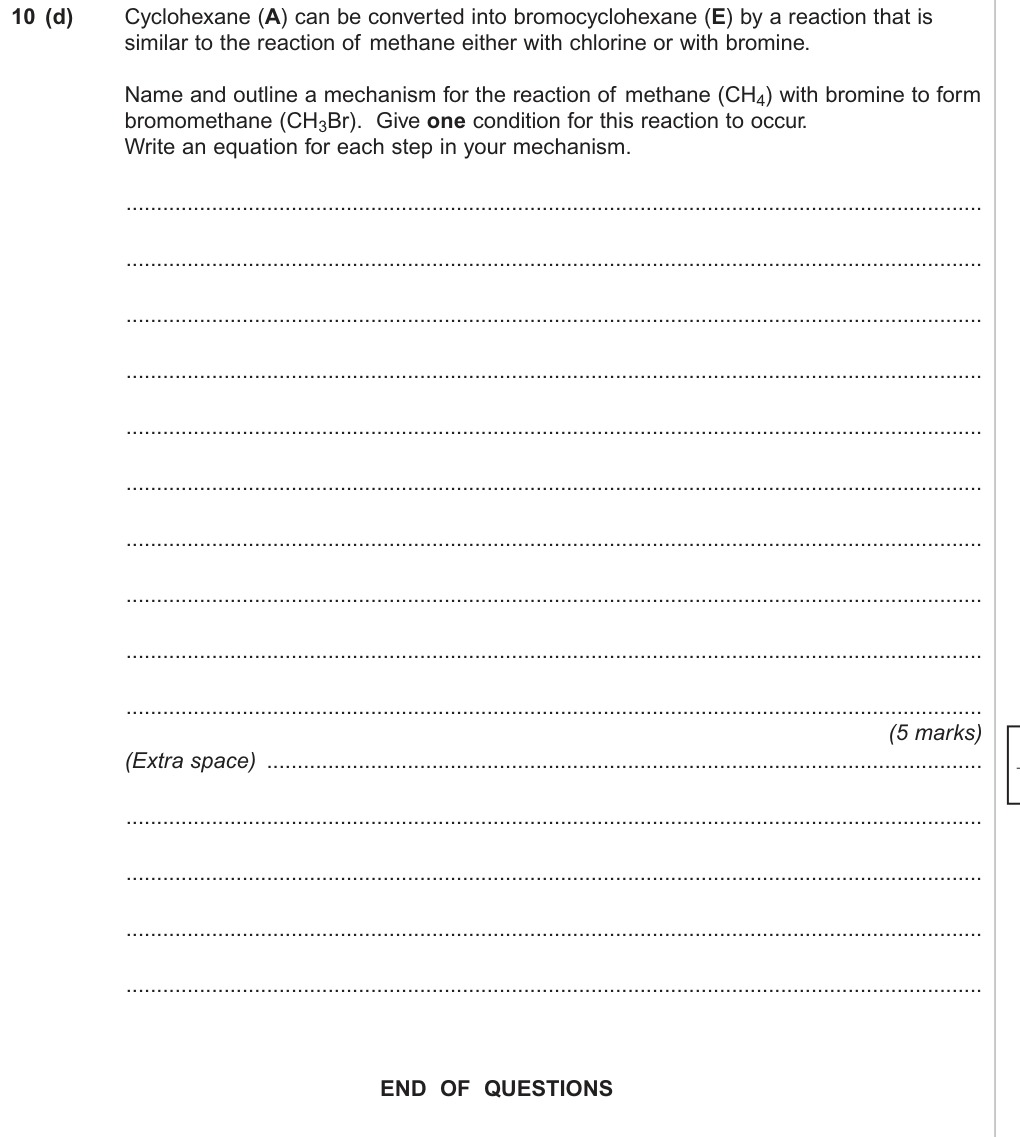 10 (d) Cyclohexane (A) can be converted into bromocyclohexane (E) by a reaction that is
similar to the reaction of methane either with chlorine or with bromine.
Name and outline a mechanism for the reaction of methane (CH₄) with bromine to form
bromomethane (CH₃Br). Give one condition for this reaction to occur.
Write an equation for each step in your mechanism.
(5 marks)
(Extra space)
END OF QUESTIONS